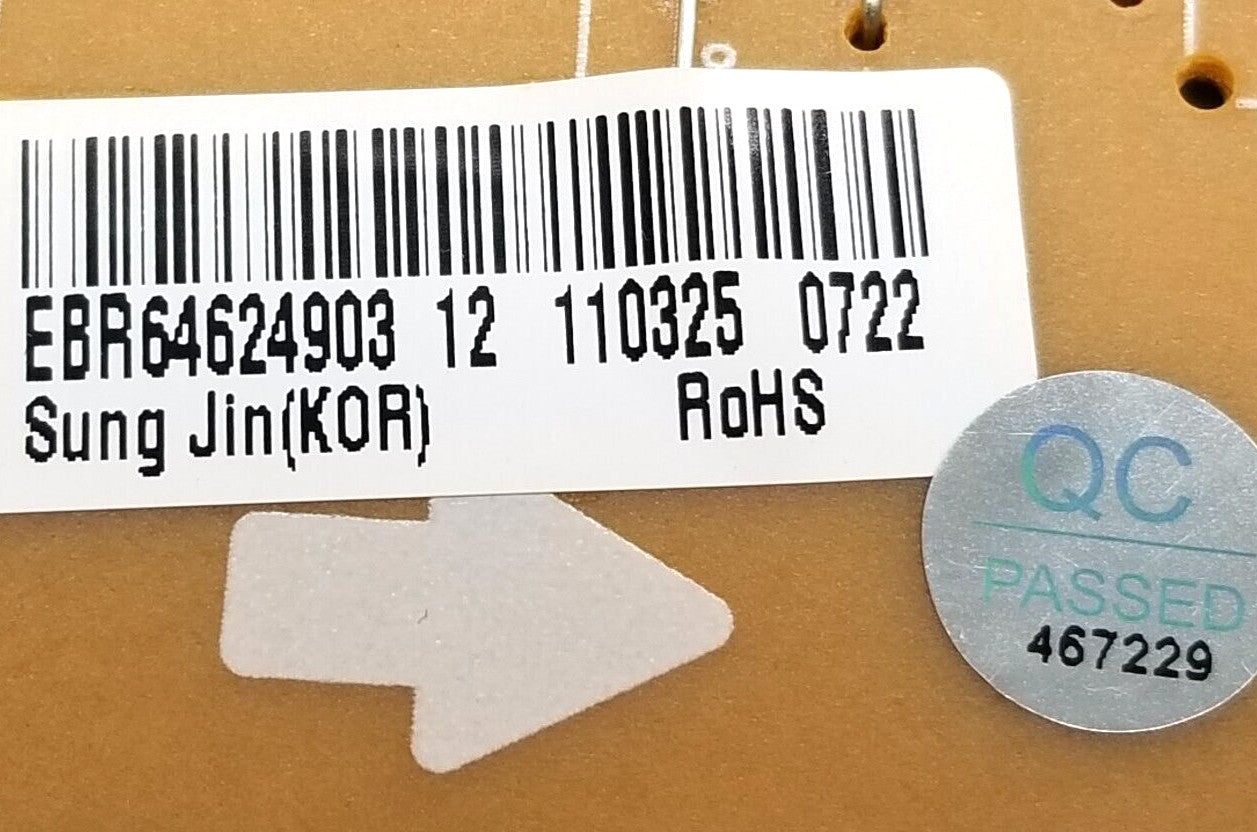 EBR64624903 12 110325 0722
Sung Jin(KOR) RoHS
QC
PASSED
467229